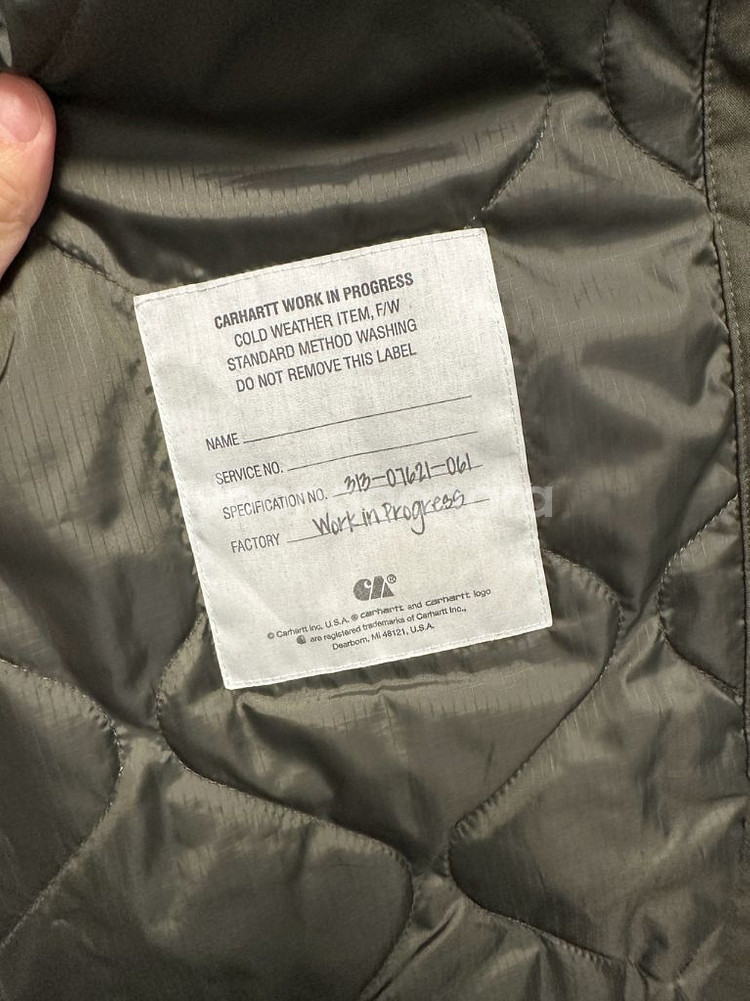 CARHARTT WORK IN PROGRESS
COLD WEATHER ITEM, F/W
STANDARD METHOD WASHING
DO NOT REMOVE THIS LABEL
NAME
SERVICE NO.
SPECIFICATION NO. 313-07621-061
FACTORY Work in Progress
© Carhartt Inc, U.S.A. ® carhartt and carhartt logo
are registered trademarks of Carhartt Inc.,
Dearborn, MI 48121, U.S.A.